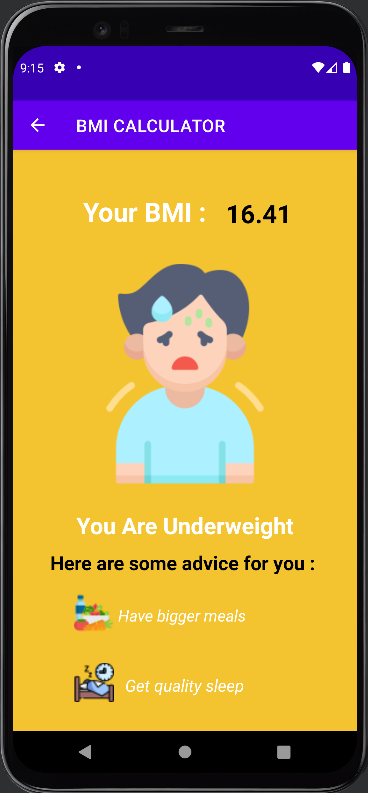 9:15
BMI CALCULATOR
Your BMI : 16.41
You Are Underweight
Here are some advice for you :
Have bigger meals
Get quality sleep